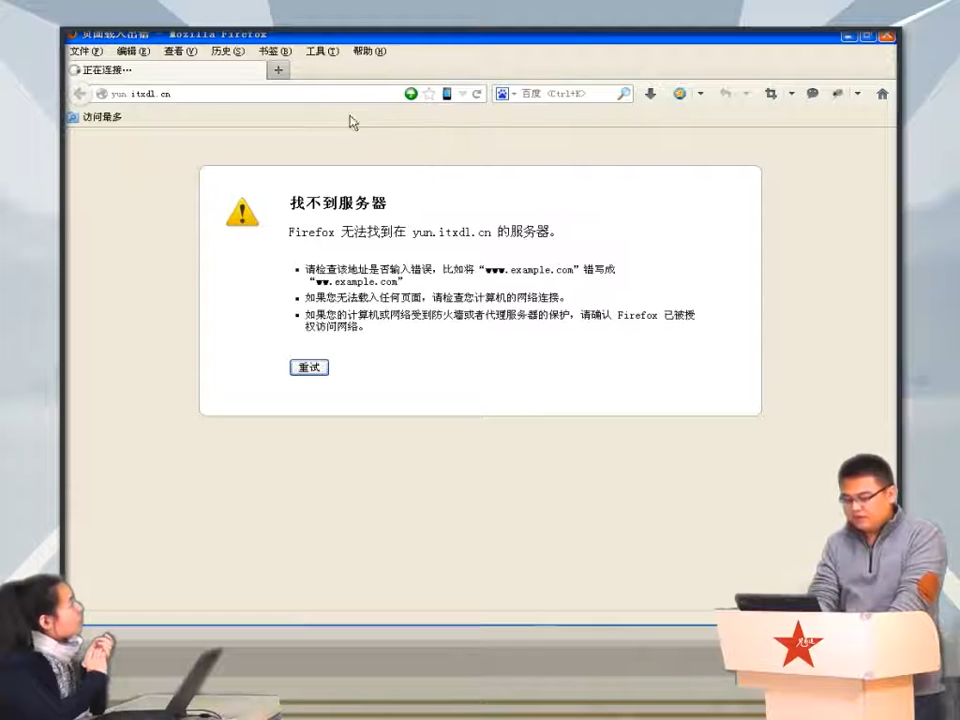 页面载入出错 - Mozilla Firefox
文件(F) 编辑(E) 查看(V) 历史(S) 书签(B) 工具(T) 帮助(H)
正在连接…
+
yun.itxdl.cn
百度 <Ctrl+K>
访问最多
找不到服务器
Firefox 无法找到在 yun.itxdl.cn 的服务器。
请检查该地址是否输入错误，比如将“www.example.com”错写成
“ww.example.com”
如果您无法载入任何页面，请检查您计算机的网络连接。
如果您的计算机或网络受到防火墙或者代理服务器的保护，请确认 Firefox 已被授
权访问网络。
重试